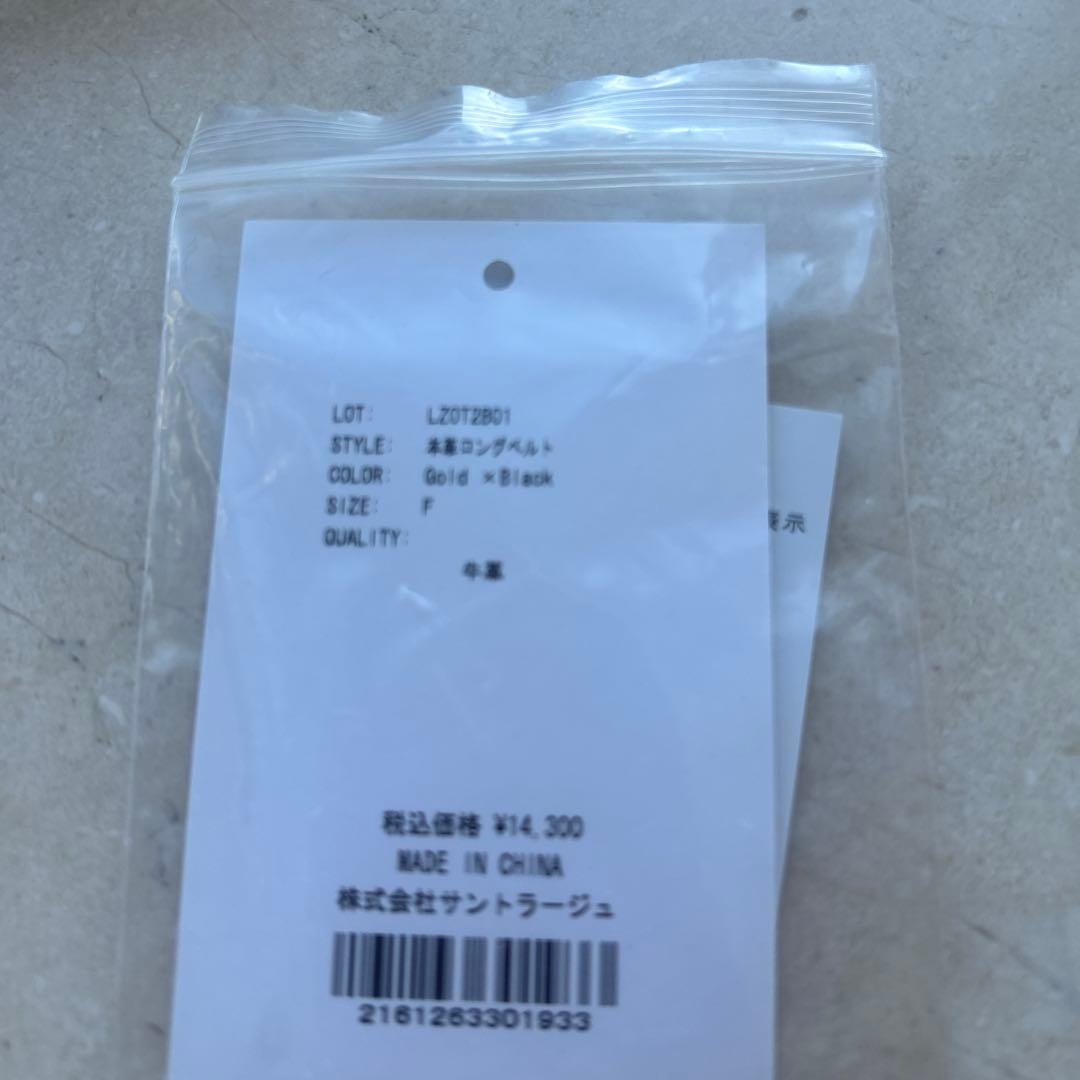 LOT: LZ0T2B01
STYLE: 本革ロングベルト
COLOR: Gold ×Black
SIZE: F
QUALITY:
牛革
表示
税込価格 ¥14,300
MADE IN CHINA
株式会社サントラージュ
2161263301933